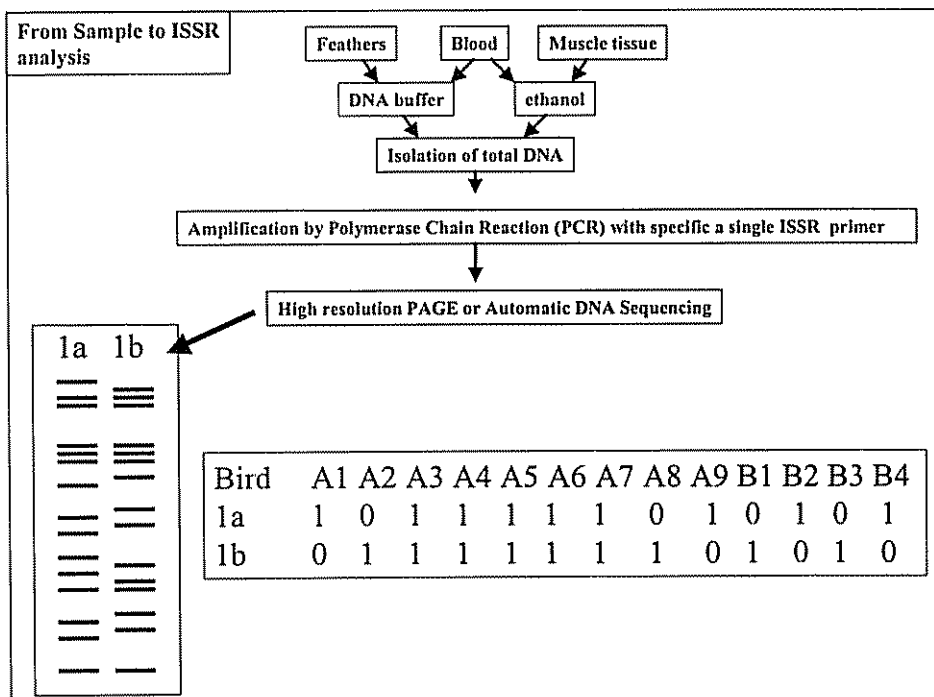 From Sample to ISSR
analysis
Feathers Blood Muscle tissue
DNA buffer ethanol
Isolation of total DNA
Amplification by Polymerase Chain Reaction (PCR) with specific a single ISSR primer
High resolution PAGE or Automatic DNA Sequencing
1a 1b
Bird A1 A2 A3 A4 A5 A6 A7 A8 A9 B1 B2 B3 B4
1a 1 0 1 1 1 1 1 0 1 0 1 0 1
1b 0 1 1 1 1 1 1 1 0 1 0 1 0